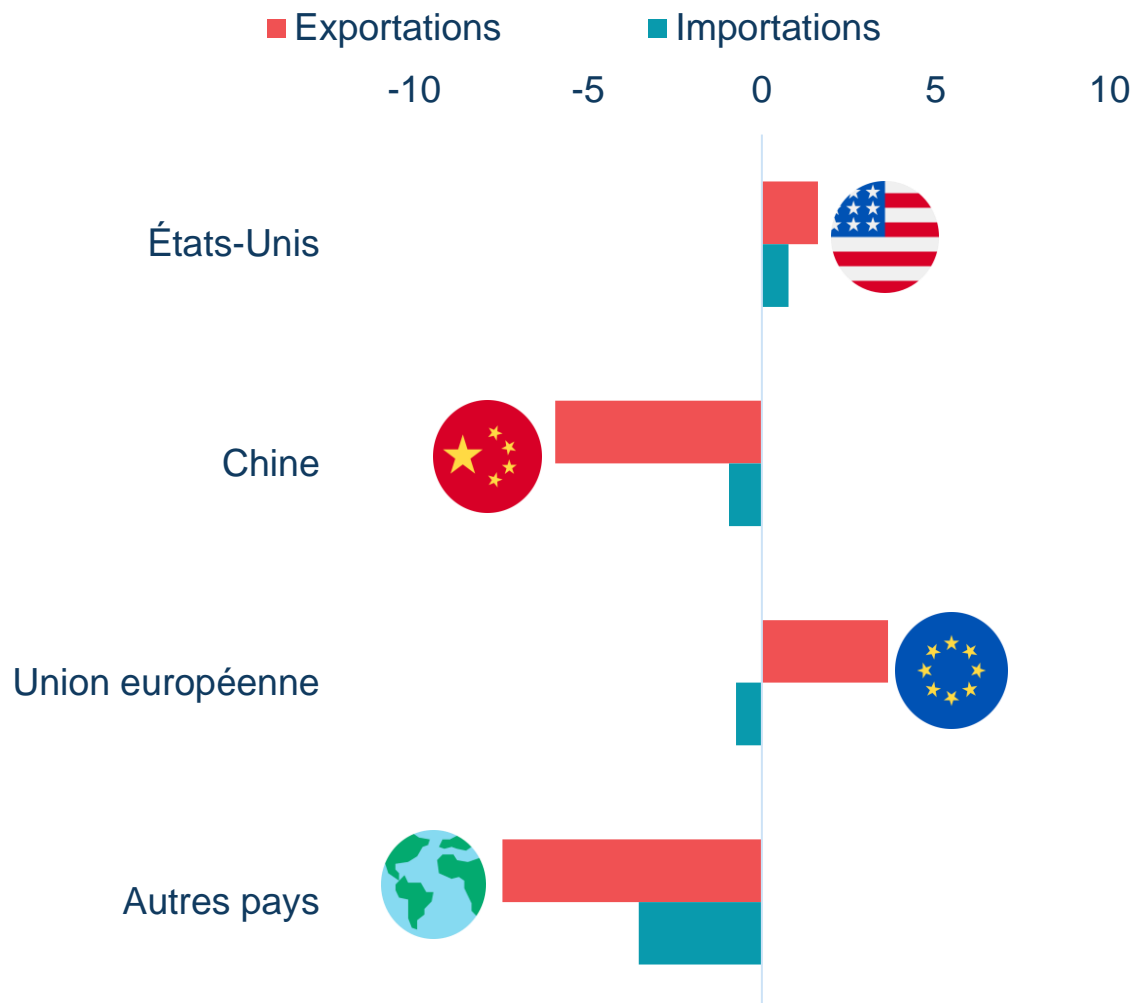 Exportations Importations
-10 -5 0 5 10
États-Unis
Chine
Union européenne
Autres pays